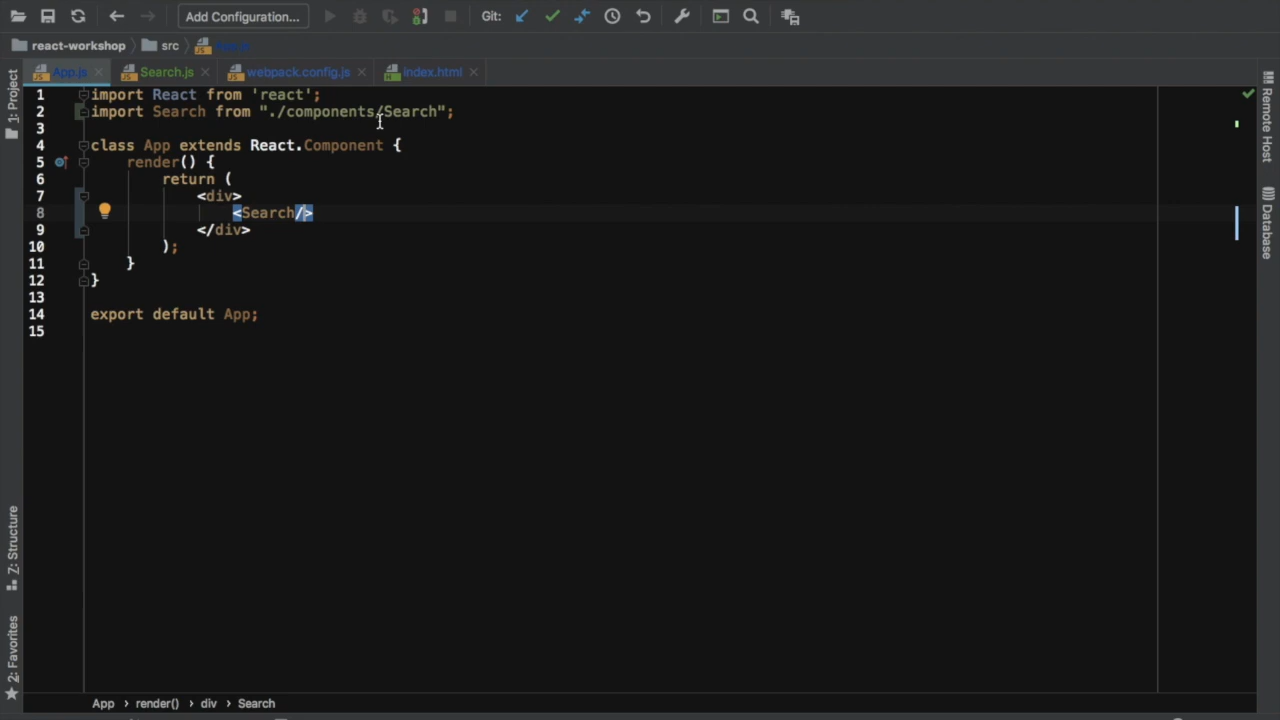 Add Configuration...
Git:
react-workshop
src
App.js
App.js
Search.js
webpack.config.js
index.html
1: Project
Z: Structure
2: Favorites
Remote Host
Database
1 import React from 'react';
2 import Search from "./components/Search";
3
4 class App extends React.Component {
5 render() {
6 return (
7 <div>
8 <Search/>
9 </div>
10 );
11 }
12 }
13
14 export default App;
15
App › render() › div › Search